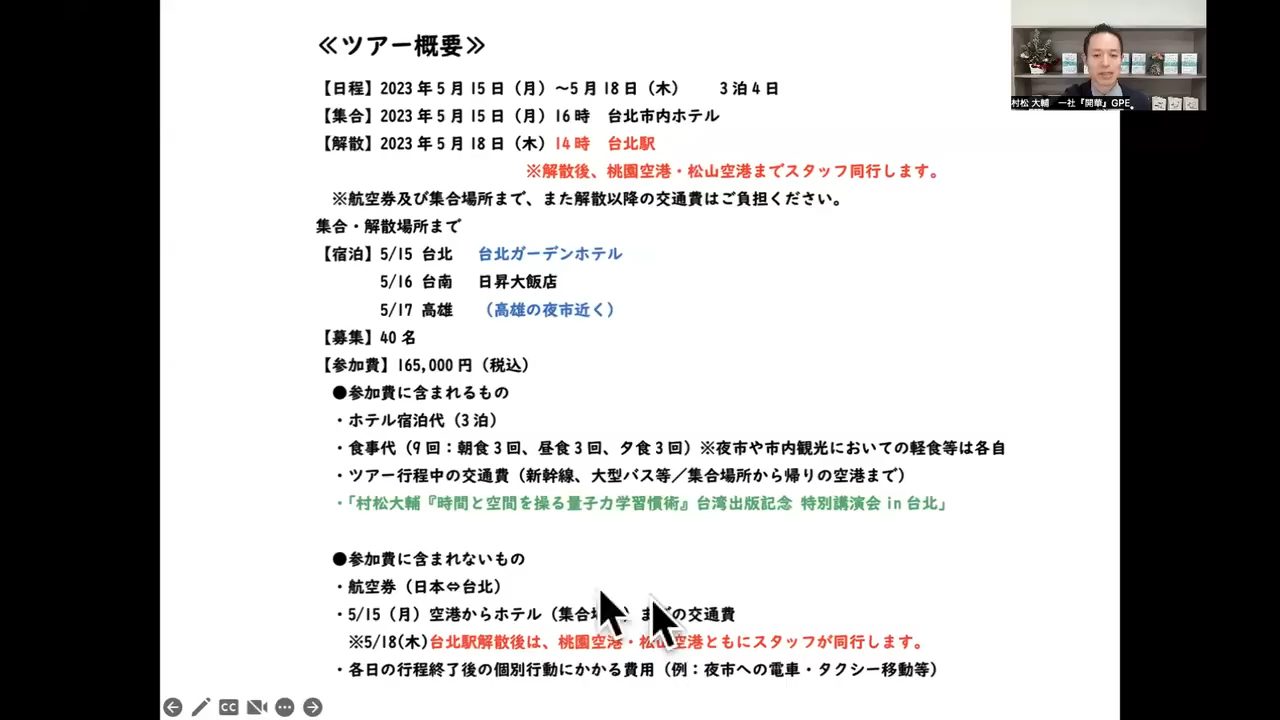 ≪ツアー概要≫
【日程】2023年5月15日（月）～5月18日（木）　3泊4日
【集合】2023年5月15日（月）16時　台北市内ホテル
【解散】2023年5月18日（木）14時　台北駅
※解散後、桃園空港・松山空港までスタッフ同行します。
※航空券及び集合場所まで、また解散以降の交通費はご負担ください。
集合・解散場所まで
【宿泊】5/15 台北　台北ガーデンホテル
5/16 台南　日昇大飯店
5/17 高雄　（高雄の夜市近く）
【募集】40名
【参加費】165,000円（税込）
●参加費に含まれるもの
・ホテル宿泊代（3泊）
・食事代（9回：朝食3回、昼食3回、夕食3回）※夜市や市内観光においての軽食等は各自
・ツアー行程中の交通費（新幹線、大型バス等／集合場所から帰りの空港まで）
・「村松大輔『時間と空間を操る量子力学習慣術』台湾出版記念 特別講演会 in 台北」
●参加費に含まれないもの
・航空券（日本⇔台北）
・5/15（月）空港からホテル（集合 の交通費
※5/18(木)台北駅解散後は、桃園空港・松山空港ともにスタッフが同行します。
・各日の行程終了後の個別行動にかかる費用（例：夜市への電車・タクシー移動等）
村松 大輔　一社『開華』GPE
CC